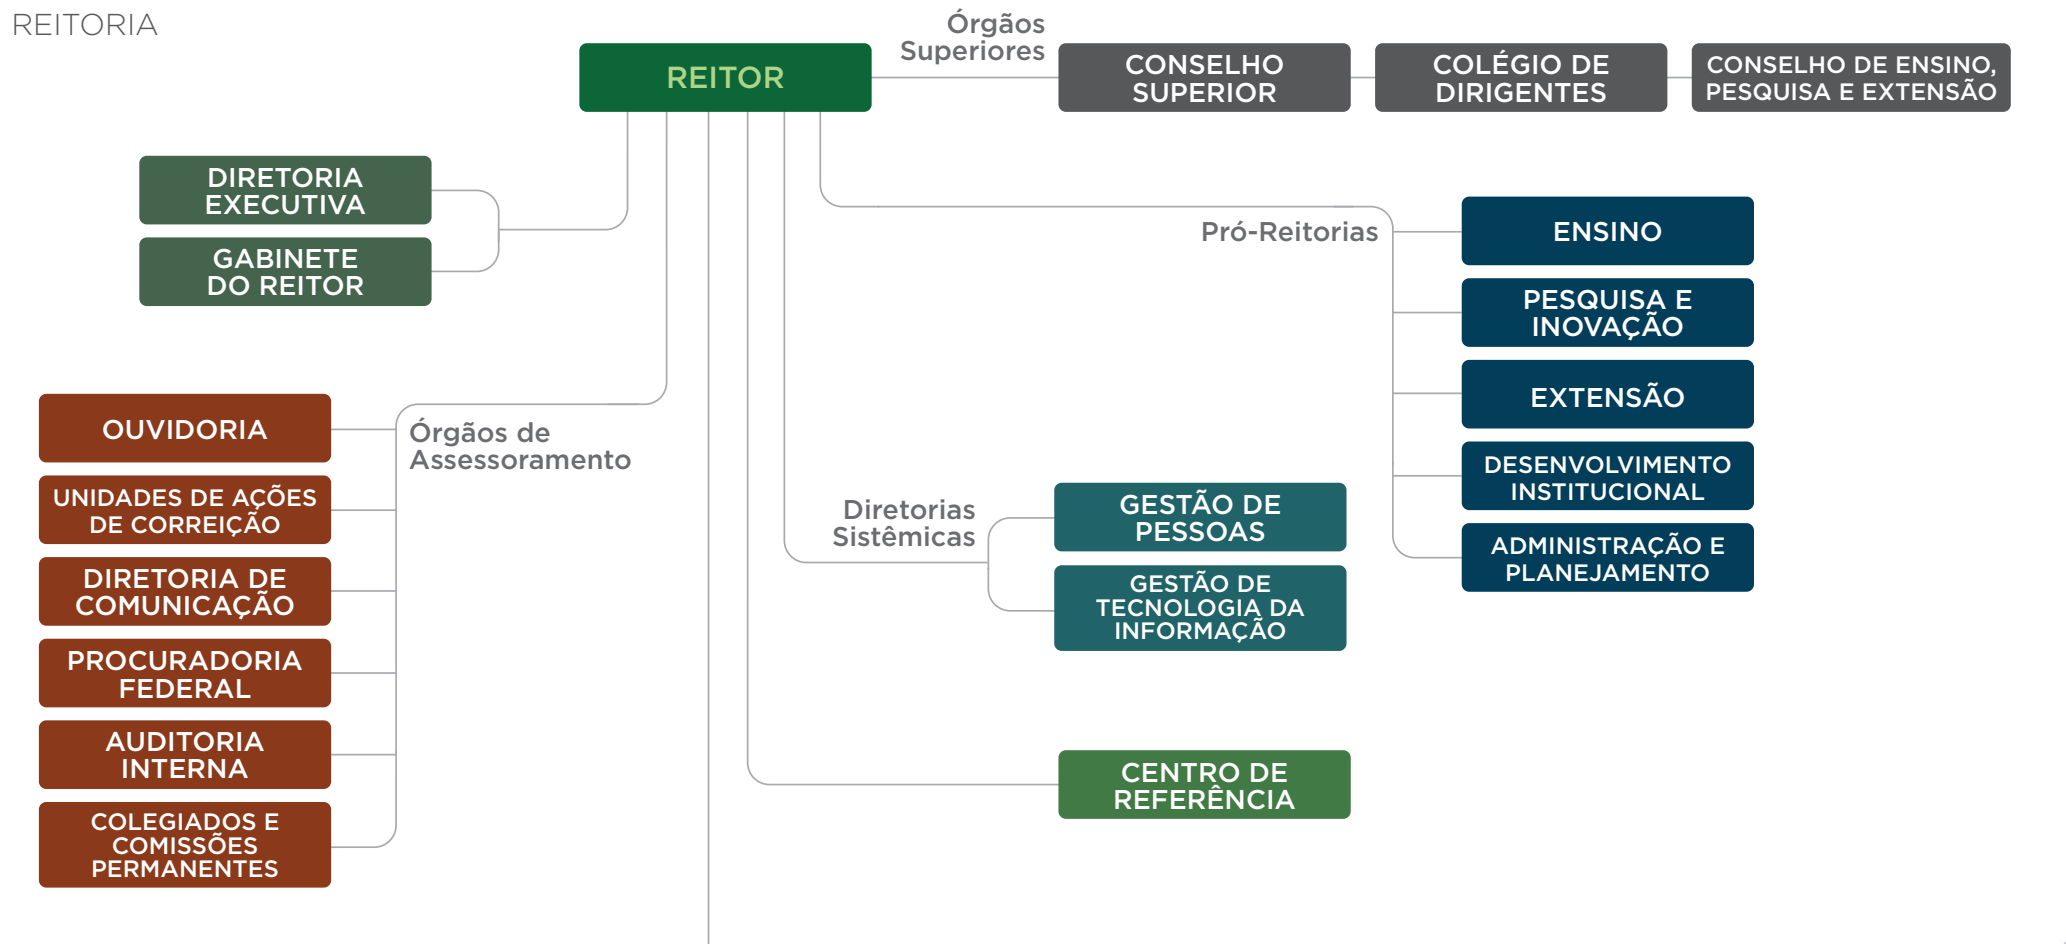 REITORIA
REITOR
Órgãos
Superiores
CONSELHO
SUPERIOR
COLÉGIO DE
DIRIGENTES
CONSELHO DE ENSINO,
PESQUISA E EXTENSÃO
DIRETORIA
EXECUTIVA
GABINETE
DO REITOR
Pró-Reitorias
ENSINO
PESQUISA E
INOVAÇÃO
EXTENSÃO
DESENVOLVIMENTO
INSTITUCIONAL
ADMINISTRAÇÃO E
PLANEJAMENTO
Órgãos de
Assessoramento
OUVIDORIA
UNIDADES DE AÇÕES
DE CORREIÇÃO
DIRETORIA DE
COMUNICAÇÃO
PROCURADORIA
FEDERAL
AUDITORIA
INTERNA
COLEGIADOS E
COMISSÕES
PERMANENTES
Diretorias
Sistêmicas
GESTÃO DE
PESSOAS
GESTÃO DE
TECNOLOGIA DA
INFORMAÇÃO
CENTRO DE
REFERÊNCIA